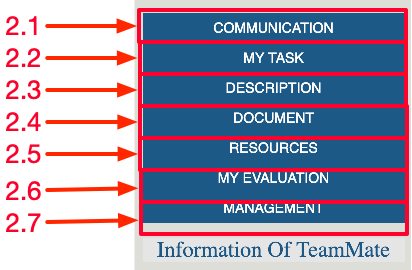 2.1 COMMUNICATION
2.2 MY TASK
2.3 DESCRIPTION
2.4 DOCUMENT
2.5 RESOURCES
2.6 MY EVALUATION
2.7 MANAGEMENT
Information Of TeamMate